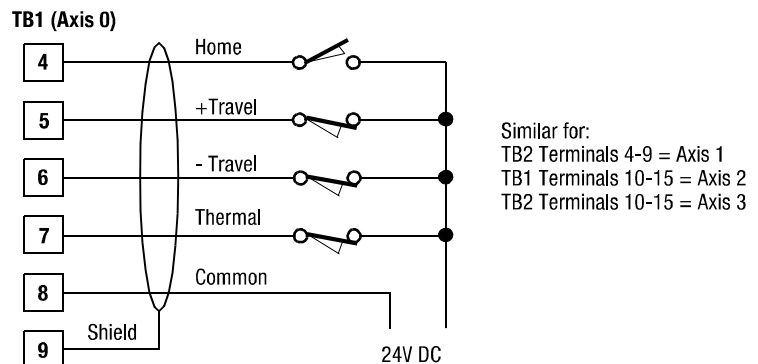 TB1 (Axis 0)
4
Home
5
+Travel
6
- Travel
7
Thermal
8
Common
9
Shield
24V DC
Similar for:
TB2 Terminals 4-9 = Axis 1
TB1 Terminals 10-15 = Axis 2
TB2 Terminals 10-15 = Axis 3